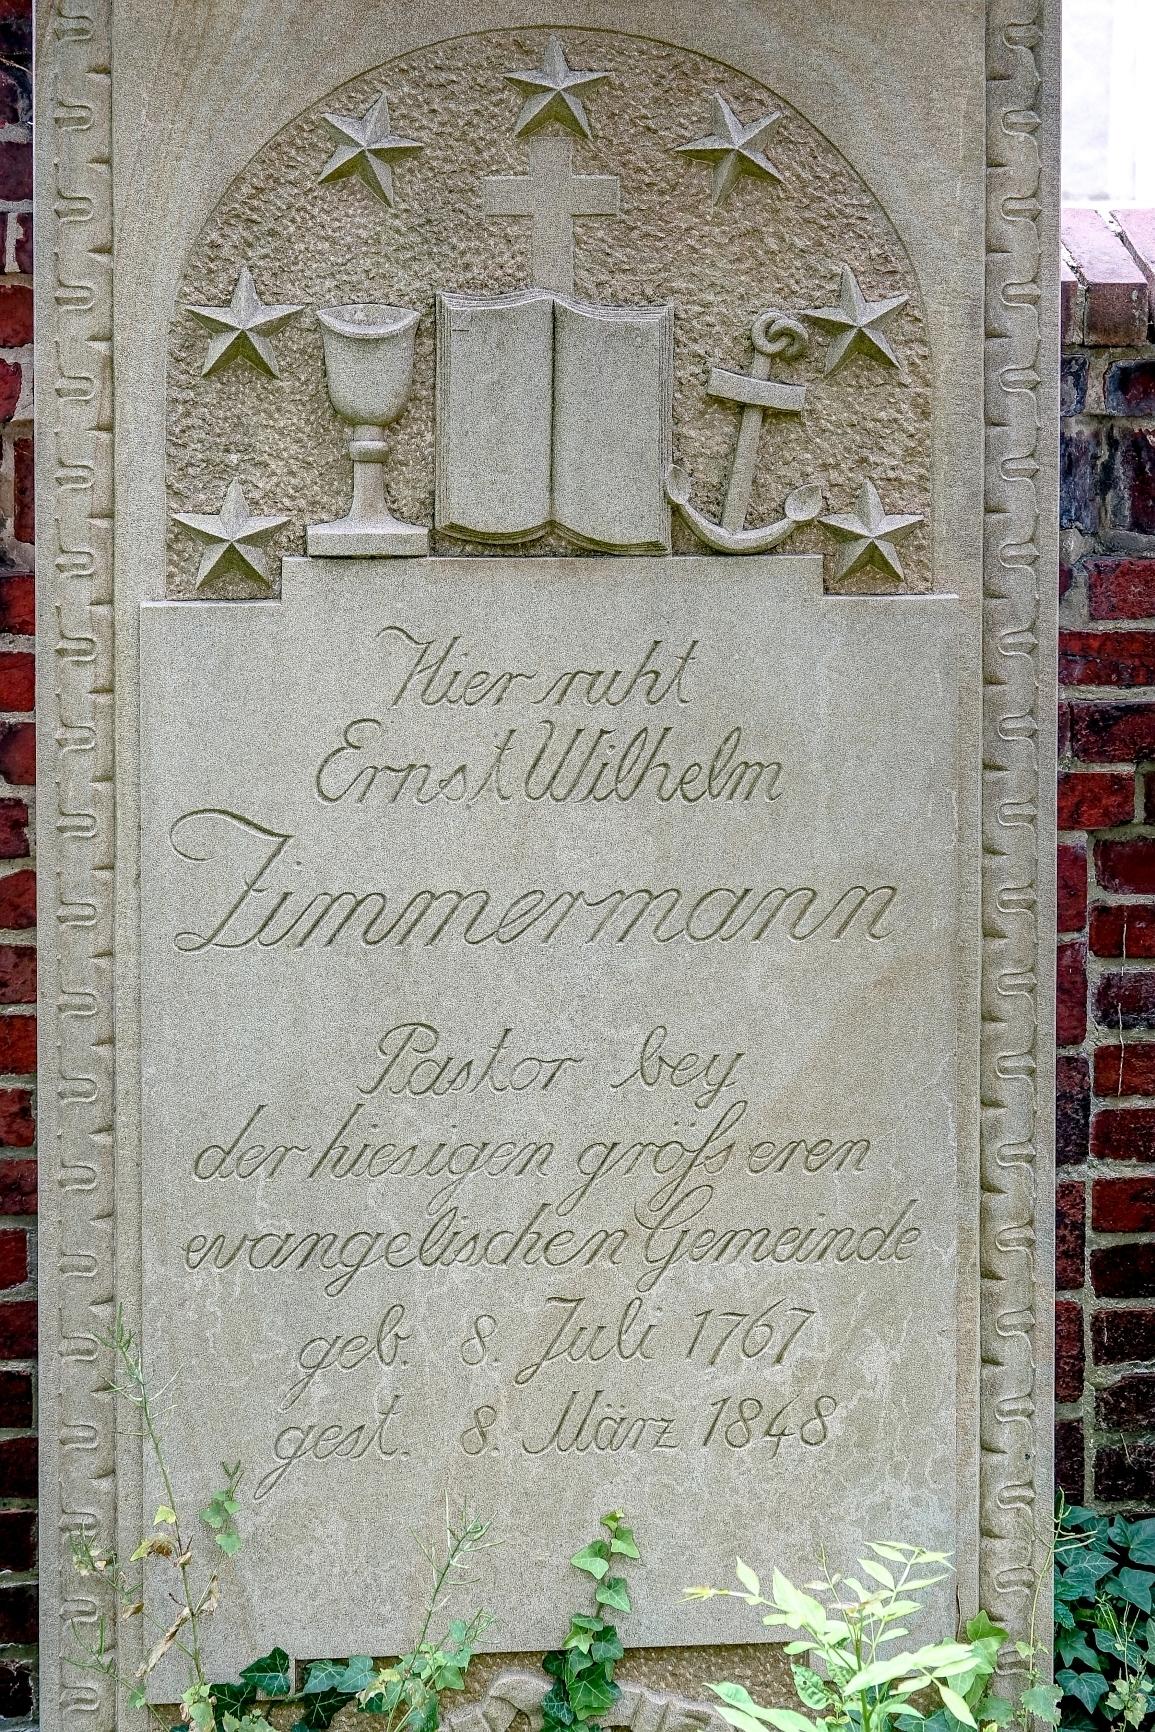 Hier ruht
Ernst Wilhelm
Zimmermann
Pastor bey
der hiesigen größeren
evangelischen Gemeinde
geb. 8. Juli 1767
gest. 8. März 1848